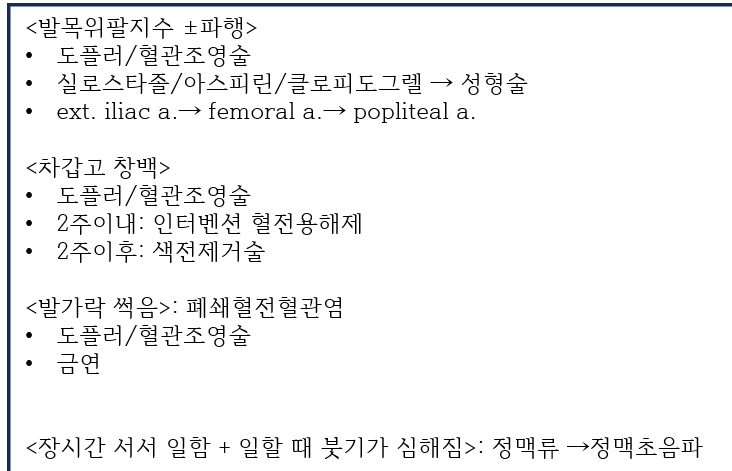 <발목위팔지수 ±파행>
• 도플러/혈관조영술
• 실로스타졸/아스피린/클로피도그렐 → 성형술
• ext. iliac a.→ femoral a.→ popliteal a.
<차갑고 창백>
• 도플러/혈관조영술
• 2주이내: 인터벤션 혈전용해제
• 2주이후: 색전제거술
<발가락 썩음>: 폐쇄혈전혈관염
• 도플러/혈관조영술
• 금연
<장시간 서서 일함 + 일할 때 붓기가 심해짐>: 정맥류 →정맥초음파